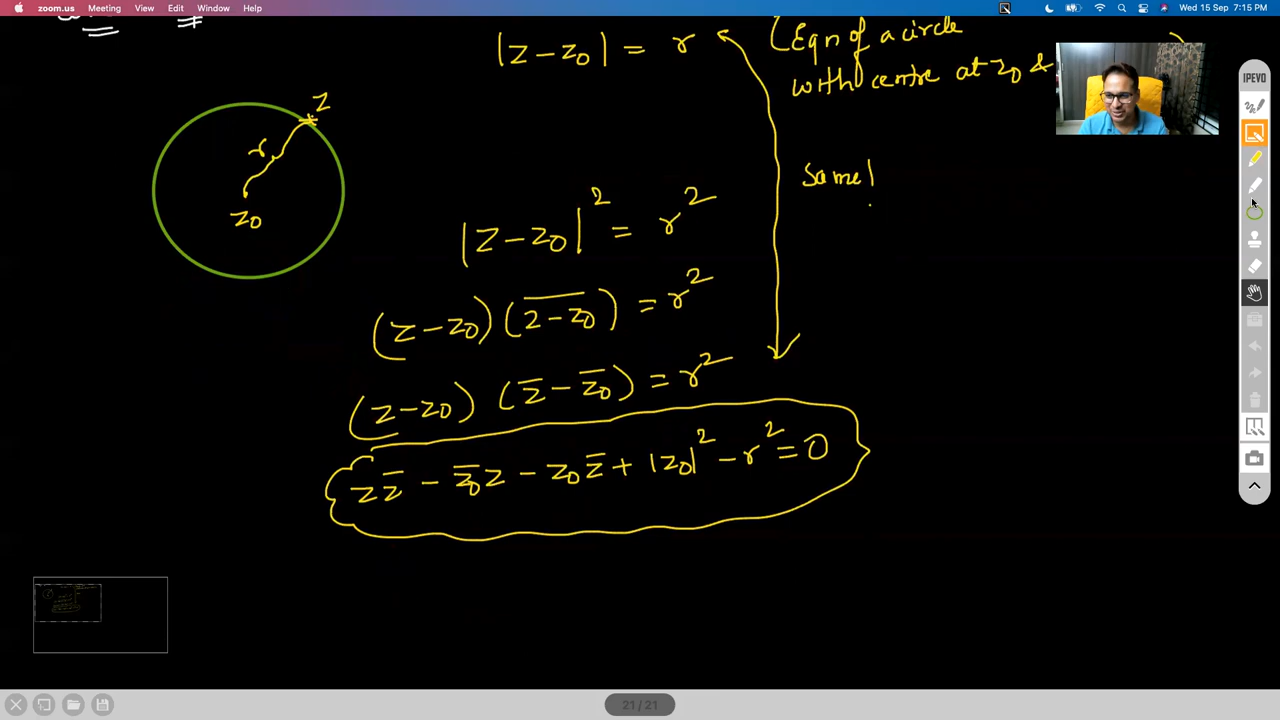 zoom.us Meeting View Edit Window Help
Wed 15 Sep 7:15 PM
|z-z₀| = r
(Eqn of a circle
with centre at z₀ &
)
IPEVO
z
r
z₀
Same!
|z-z₀|² = r²
(z-z₀)(\overline{z-z₀}) = r²
(z-z₀) (z̅-z̅₀) = r²
zz̅ - z̅₀z - z₀z̅ + |z₀|² - r² = 0
21 / 21